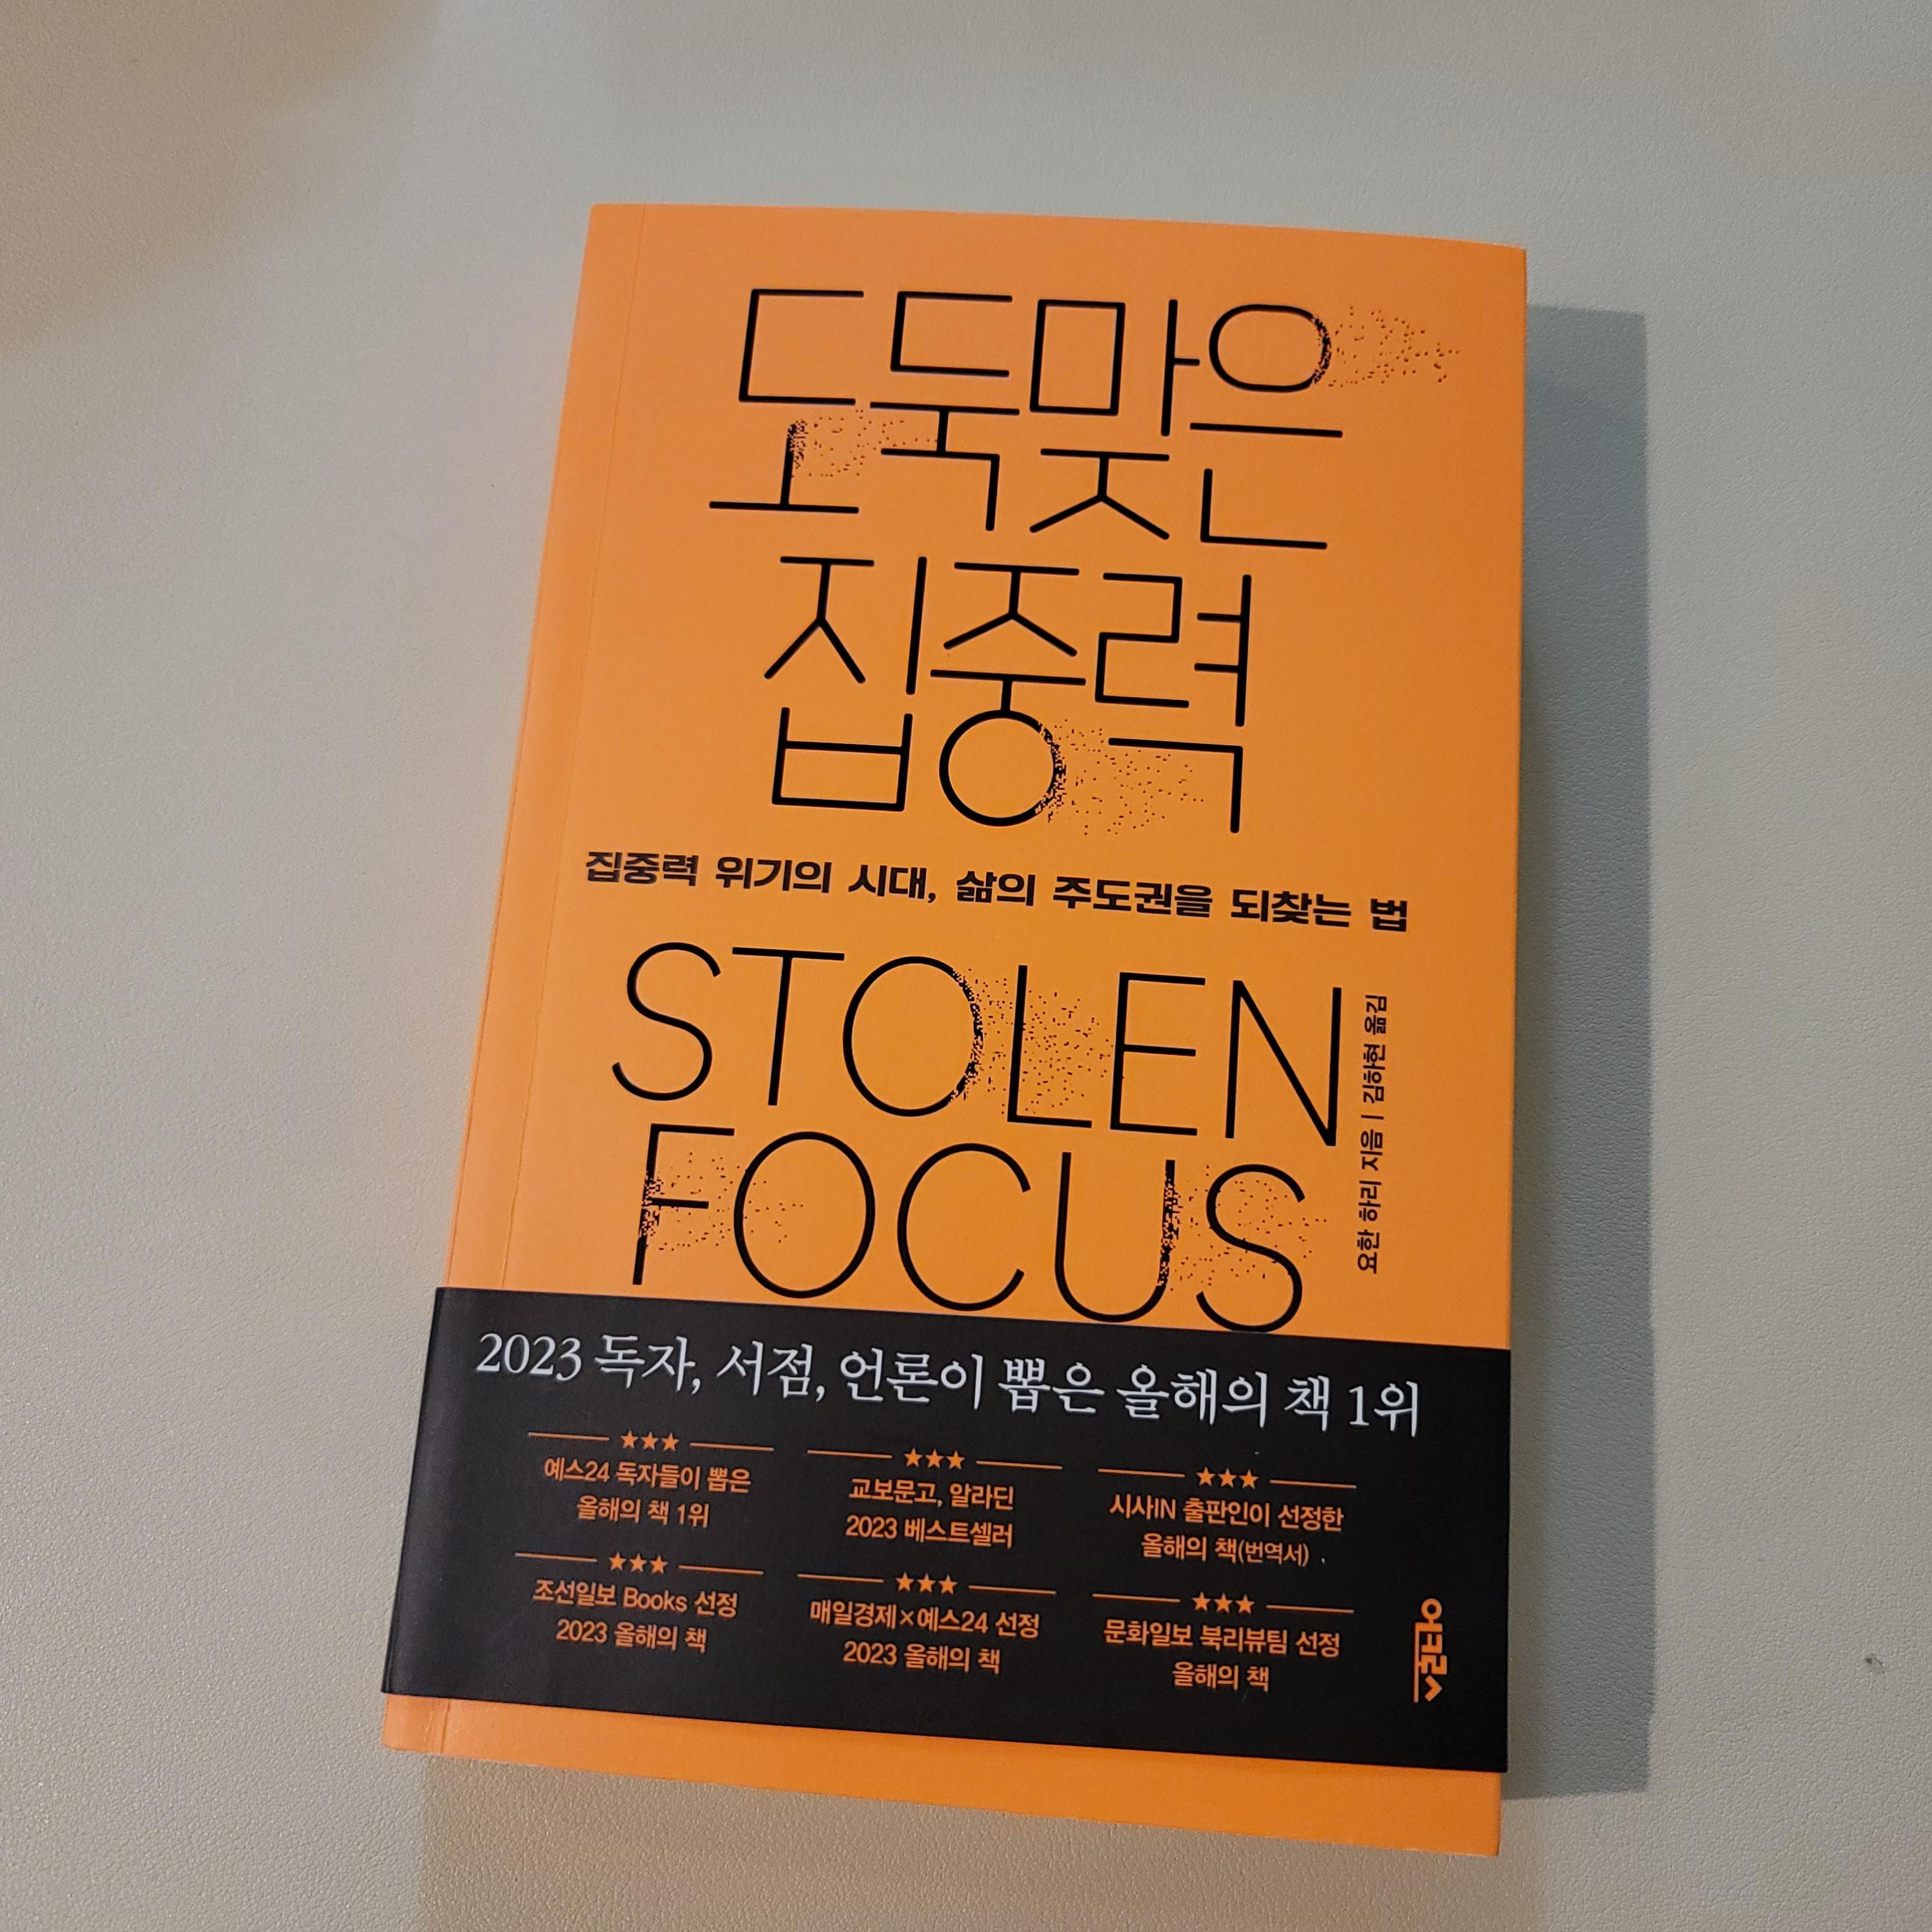 도둑맞은
집중력
집중력 위기의 시대, 삶의 주도권을 되찾는 법
STOLEN
FOCUS
요한 하리 지음 | 김하현 옮김
2023 독자, 서점, 언론이 뽑은 올해의 책 1위
★★★
예스24 독자들이 뽑은
올해의 책 1위
★★★
교보문고, 알라딘
2023 베스트셀러
★★★
시사IN 출판인이 선정한
올해의 책(번역서)
★★★
조선일보 Books 선정
2023 올해의 책
★★★
매일경제×예스24 선정
2023 올해의 책
★★★
문화일보 북리뷰팀 선정
올해의 책
어크로스